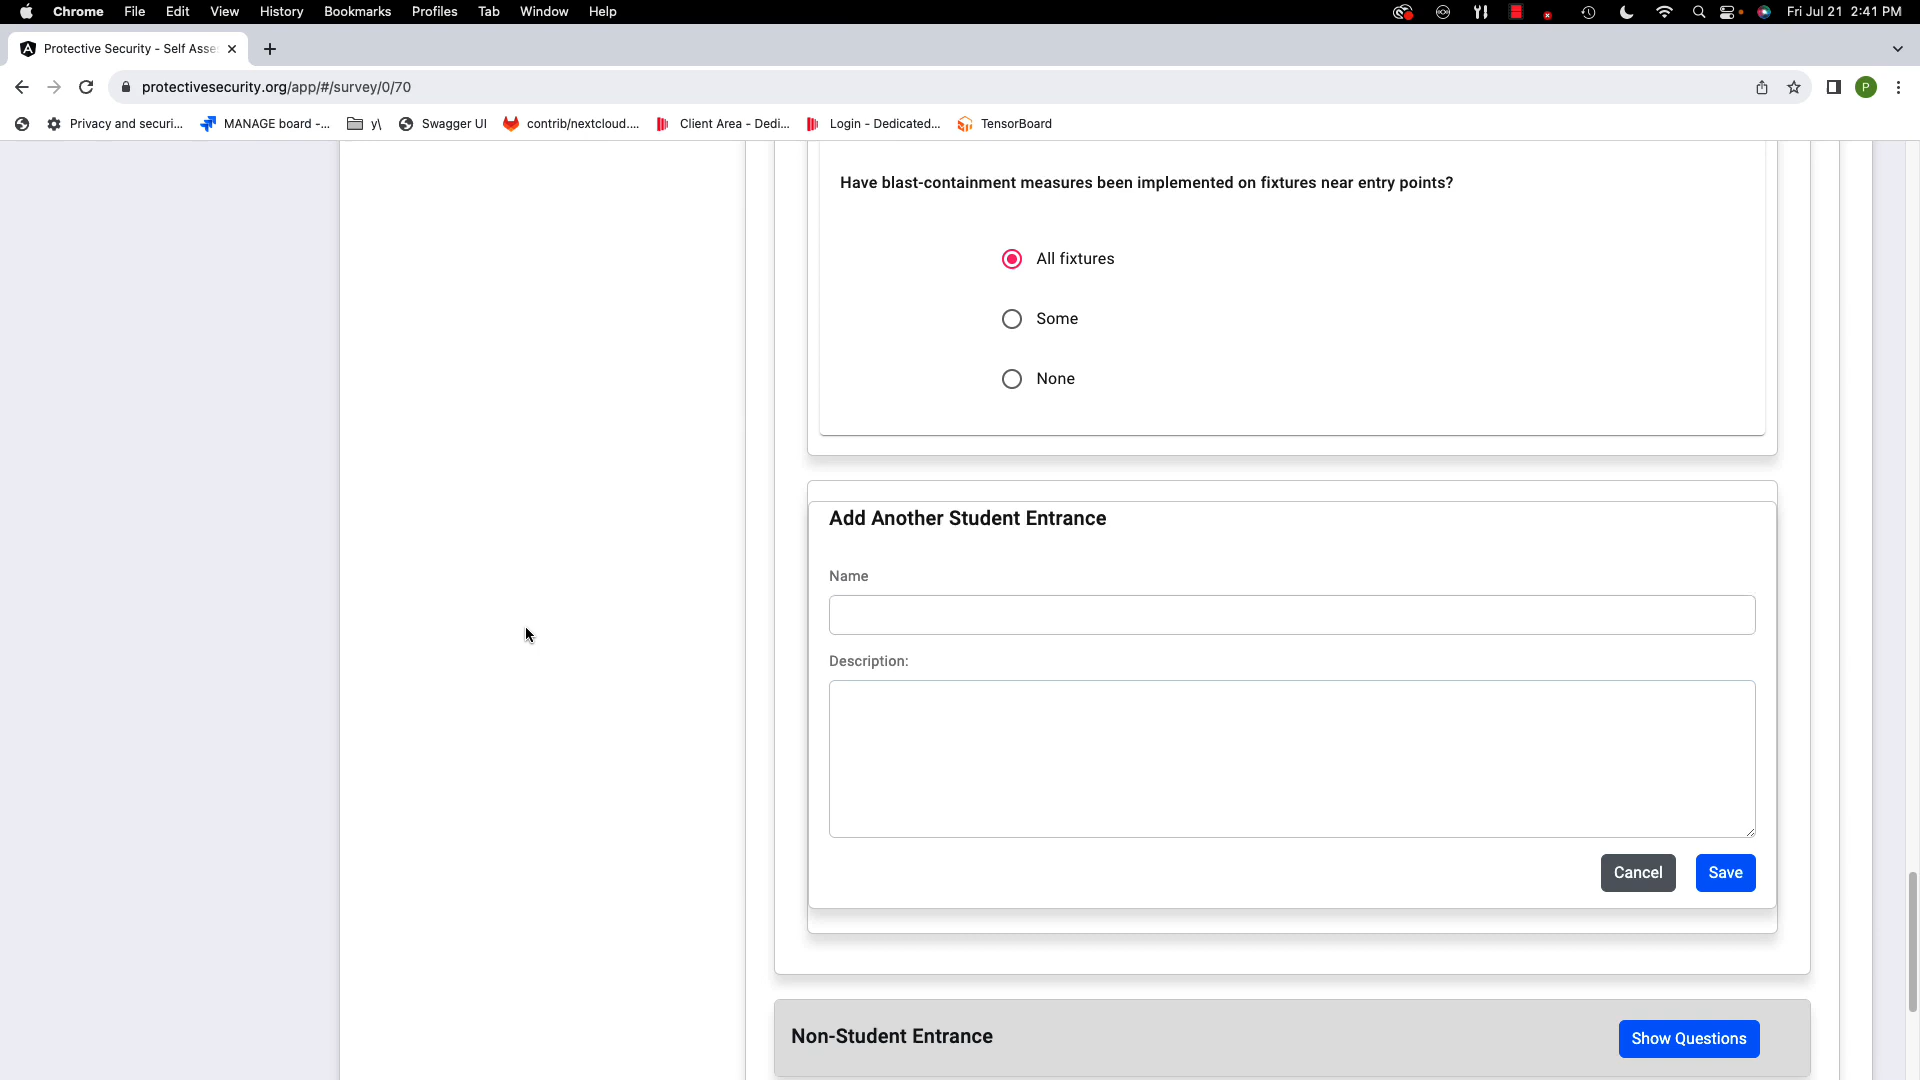 Chrome File Edit View History Bookmarks Profiles Tab Window Help Fri Jul 21 2:41 PM
Protective Security - Self Asse
protectivesecurity.org/app/#/survey/0/70 P
Privacy and securi... MANAGE board -... y\ Swagger UI contrib/nextcloud.... Client Area - Dedi... Login - Dedicated... TensorBoard
Have blast-containment measures been implemented on fixtures near entry points?
All fixtures
Some
None
Add Another Student Entrance
Name
Description:
Cancel Save
Non-Student Entrance Show Questions